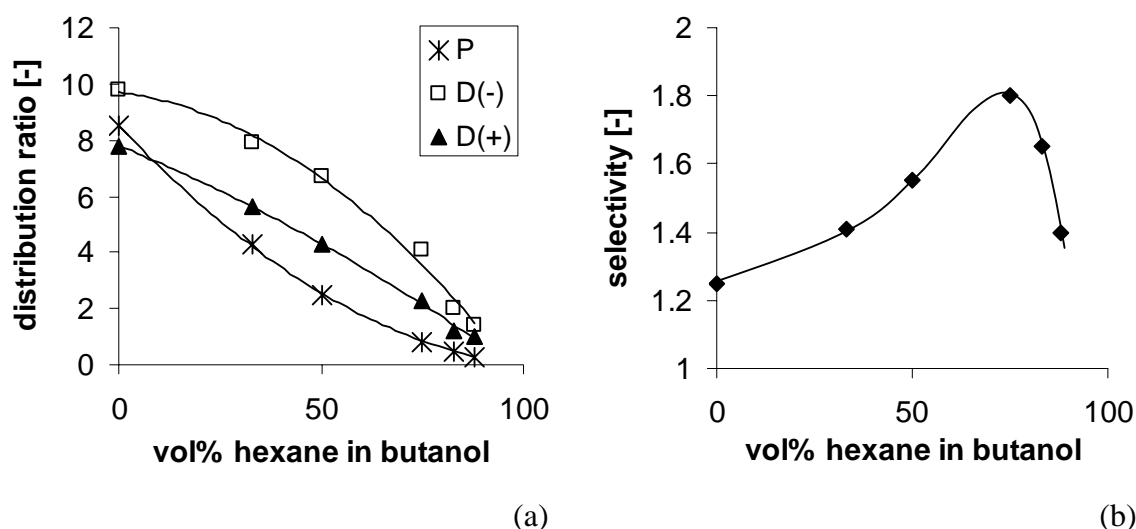 distribution ratio [-]
12
10
8
6
4
2
0
P
D(-)
D(+)
0
50
100
vol% hexane in butanol
(a)
selectivity [-]
2
1.8
1.6
1.4
1.2
1
0
50
100
vol% hexane in butanol
(b)